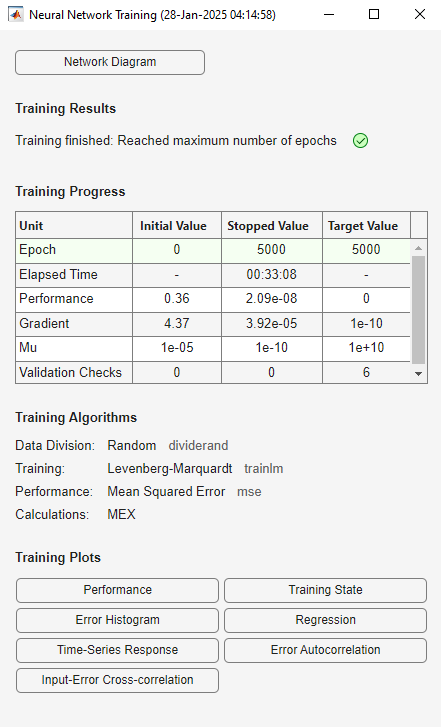 Neural Network Training (28-Jan-2025 04:14:58)
Network Diagram
Training Results
Training finished: Reached maximum number of epochs
Training Progress
Unit Initial Value Stopped Value Target Value
Epoch 0 5000 5000
Elapsed Time - 00:33:08 -
Performance 0.36 2.09e-08 0
Gradient 4.37 3.92e-05 1e-10
Mu 1e-05 1e-10 1e+10
Validation Checks 0 0 6
Training Algorithms
Data Division: Random dividerand
Training: Levenberg-Marquardt trainlm
Performance: Mean Squared Error mse
Calculations: MEX
Training Plots
Performance Training State
Error Histogram Regression
Time-Series Response Error Autocorrelation
Input-Error Cross-correlation